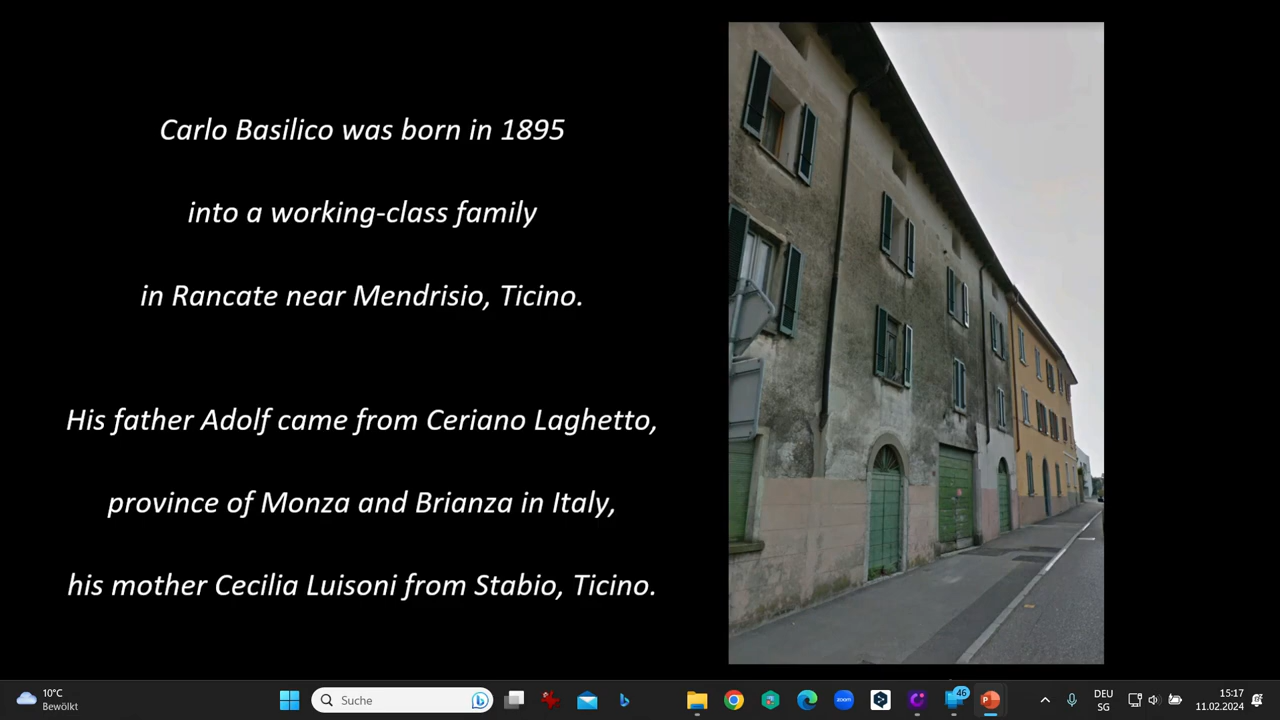 Carlo Basilico was born in 1895
into a working-class family
in Rancate near Mendrisio, Ticino.
His father Adolf came from Ceriano Laghetto,
province of Monza and Brianza in Italy,
his mother Cecilia Luisoni from Stabio, Ticino.
10°C
Bewölkt
Suche
zoom
46
DEU
SG
15:17
11.02.2024